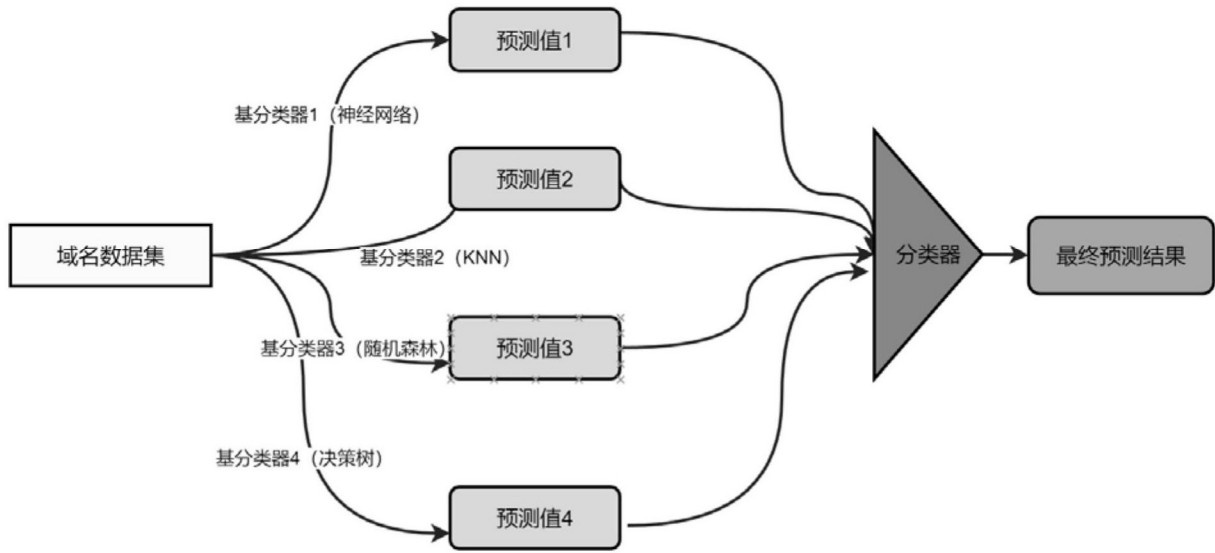 预测值1
基分类器1（神经网络）
预测值2
域名数据集
基分类器2（KNN）
分类器
最终预测结果
基分类器3（随机森林）
预测值3
基分类器4（决策树）
预测值4